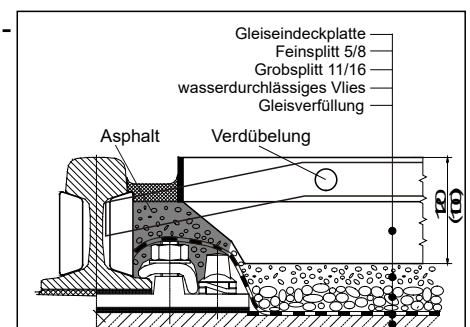 Gleiseindeckplatte
Feinsplitt 5/8
Grobsplitt 11/16
wasserdurchlässiges Vlies
Gleisverfüllung
Asphalt
Verdübelung